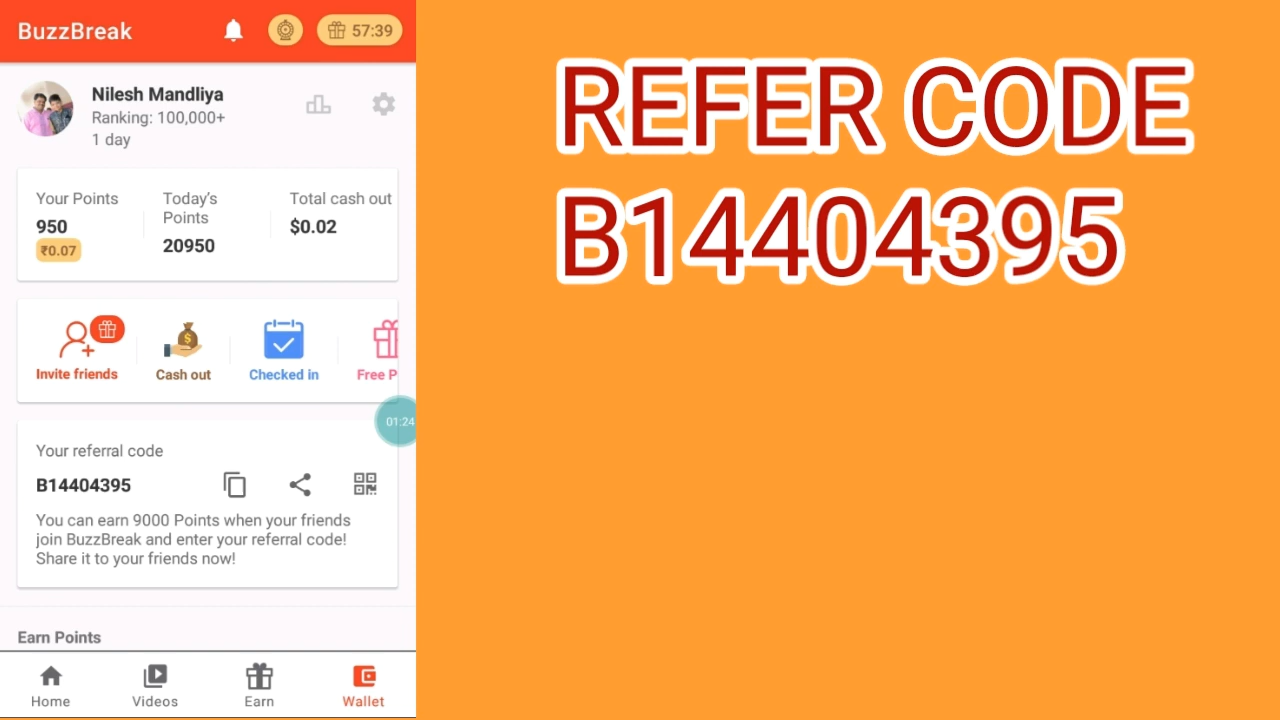 BuzzBreak
57:39
Nilesh Mandliya
Ranking: 100,000+
1 day
Your Points
950
₹0.07
Today's
Points
20950
Total cash out
$0.02
Invite friends
Cash out
Checked in
Free P
01:24
Your referral code
B14404395
You can earn 9000 Points when your friends
join BuzzBreak and enter your referral code!
Share it to your friends now!
Earn Points
Home
Videos
Earn
Wallet
REFER CODE
B14404395